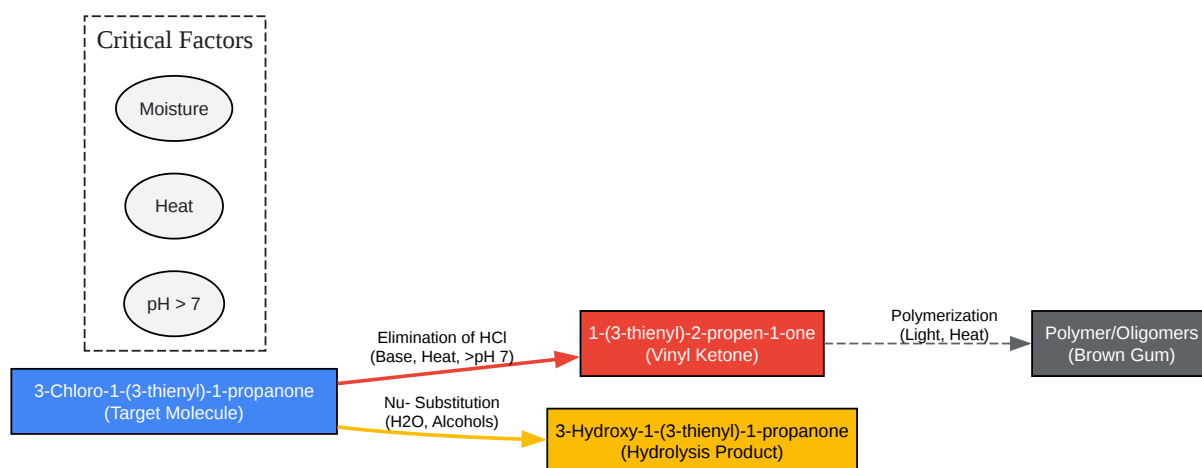 Critical Factors
Moisture
Heat
pH > 7
Elimination of HCl
(Base, Heat, >pH 7)
1-(3-thienyl)-2-propen-1-one
(Vinyl Ketone)
Polymerization
(Light, Heat)
Polymer/Oligomers
(Brown Gum)
3-Chloro-1-(3-thienyl)-1-propanone
(Target Molecule)
Nu- Substitution
(H2O, Alcohols)
3-Hydroxy-1-(3-thienyl)-1-propanone
(Hydrolysis Product)